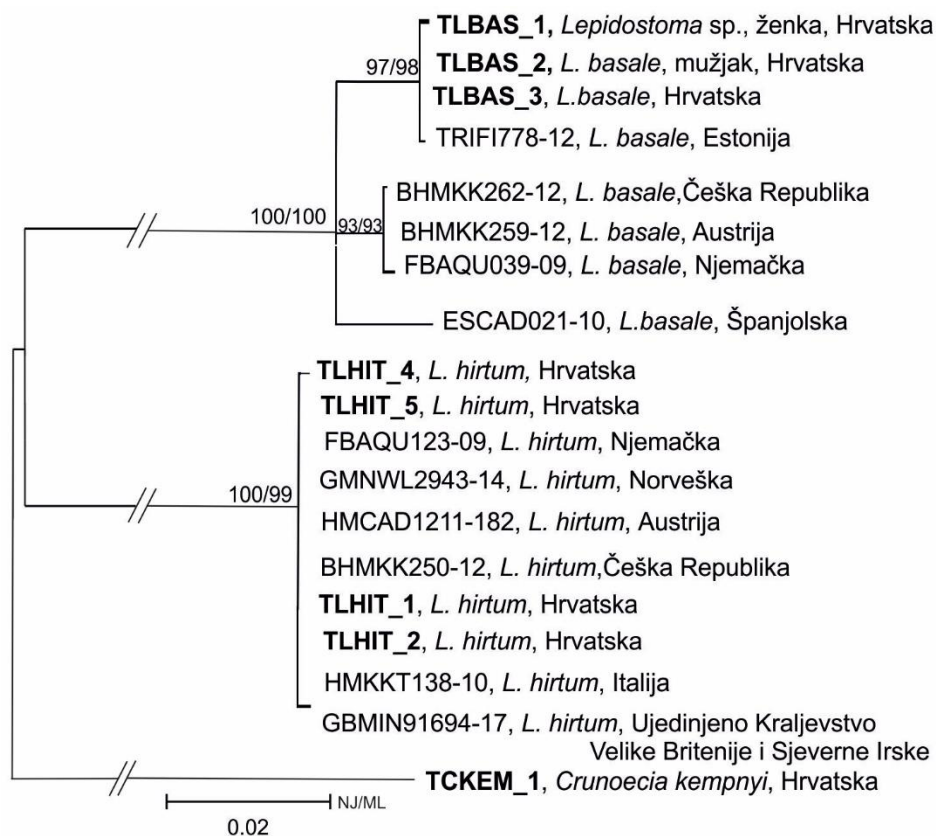 TLBAS_1, Lepidostoma sp., ženka, Hrvatska
97/98
TLBAS_2, L. basale, mužjak, Hrvatska
TLBAS_3, L.basale, Hrvatska
TRIFI778-12, L. basale, Estonija
BHMKK262-12, L. basale,Češka Republika
100/100
93/93
BHMKK259-12, L. basale, Austrija
FBAQU039-09, L. basale, Njemačka
ESCAD021-10, L.basale, Španjolska
TLHIT_4, L. hirtum, Hrvatska
TLHIT_5, L. hirtum, Hrvatska
FBAQU123-09, L. hirtum, Njemačka
GMNWL2943-14, L. hirtum, Norveška
100/99
HMCAD1211-182, L. hirtum, Austrija
BHMKK250-12, L. hirtum,Češka Republika
TLHIT_1, L. hirtum, Hrvatska
TLHIT_2, L. hirtum, Hrvatska
HMKKT138-10, L. hirtum, Italija
GBMIN91694-17, L. hirtum, Ujedinjeno Kraljevstvo
Velike Britenije i Sjeverne Irske
TCKEM_1, Crunoecia kempnyi, Hrvatska
NJ/ML
0.02